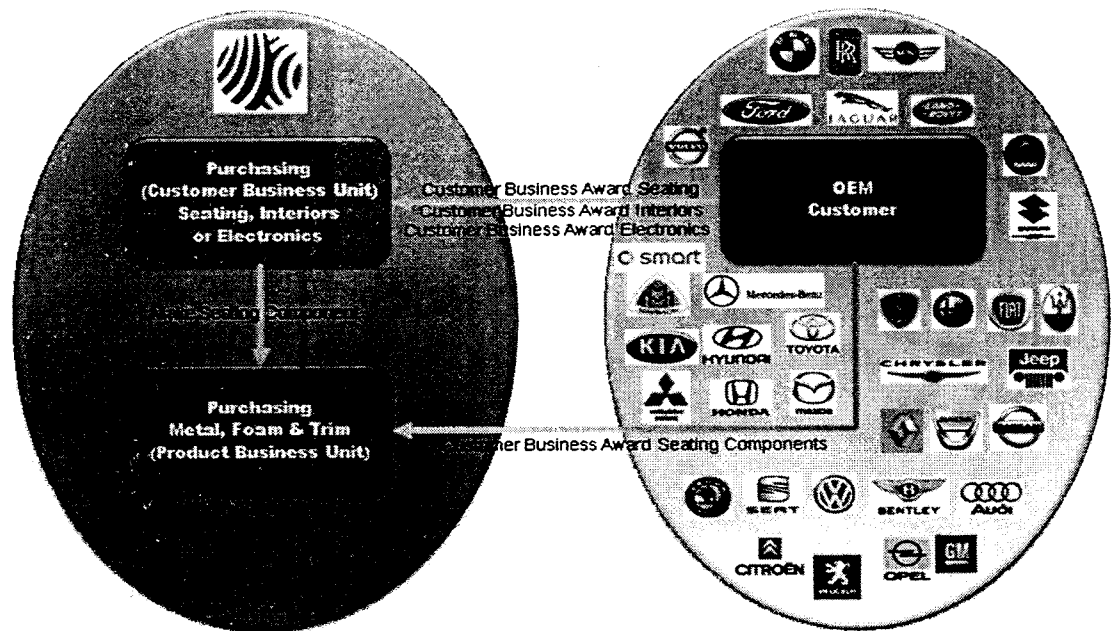 Purchasing
(Customer Business Unit)
Seating, Interiors
or Electronics
Customer Business Award Seating
Customer Business Award Interiors
Customer Business Award Electronics
Purchasing
Metal, Foam & Trim
(Product Business Unit)
Business Award Seating Components
OEM
Customer
Ford
JAGUAR
smart
Mercedes-Benz
KIA
HYUNDAI
TOYOTA
HONDA
mazda
CHRYSLER
Jeep
SEAT
BENTLEY
Audi
CITROËN
OPEL
GM